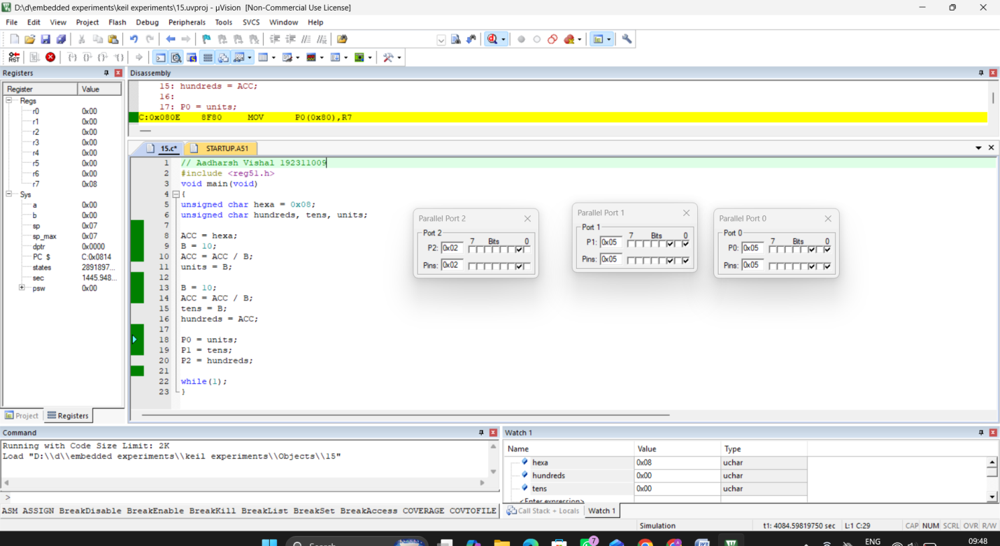 D:\d\embedded experiments\keil experiments\15.uvproj - µVision [Non-Commercial Use License]
File Edit View Project Flash Debug Peripherals Tools SVCS Window Help
RST
Registers
Register Value
Regs
r0 0x00
r1 0x00
r2 0x00
r3 0x00
r4 0x00
r5 0x00
r6 0x00
r7 0x08
Sys
a 0x00
b 0x00
sp 0x07
sp_max 0x07
dptr 0x0000
PC $ C:0x0814
states 2891897...
sec 1445.948...
psw 0x00
Project Registers
Disassembly
15: hundreds = ACC;
16:
17: P0 = units;
C:0x080E 8F80 MOV P0(0x80),R7
15.c* STARTUP.A51
1 // Aadharsh Vishal 192311009
2 #include <reg51.h>
3 void main(void)
4 {
5 unsigned char hexa = 0x08;
6 unsigned char hundreds, tens, units;
7
8 ACC = hexa;
9 B = 10;
10 ACC = ACC / B;
11 units = B;
12
13 B = 10;
14 ACC = ACC / B;
15 tens = B;
16 hundreds = ACC;
17
18 P0 = units;
19 P1 = tens;
20 P2 = hundreds;
21
22 while(1);
23 }
Parallel Port 2
Port 2
7 Bits 0
P2: 0x02
Pins: 0x02
Parallel Port 1
Port 1
7 Bits 0
P1: 0x05
Pins: 0x05
Parallel Port 0
Port 0
7 Bits 0
P0: 0x05
Pins: 0x05
Command
Running with Code Size Limit: 2K
Load "D:\\d\\embedded experiments\\keil experiments\\Objects\\15"
>
ASM ASSIGN BreakDisable BreakEnable BreakKill BreakList BreakSet BreakAccess COVERAGE COVTOFILE
Watch 1
Name Value Type
hexa 0x08 uchar
hundreds 0x00 uchar
tens 0x00 uchar
<Enter expression>
Call Stack + Locals Watch 1
Simulation t1: 4084.59819750 sec L:1 C:29 CAP NUM SCRL OVR R/W
Search
7
ENG
09:48